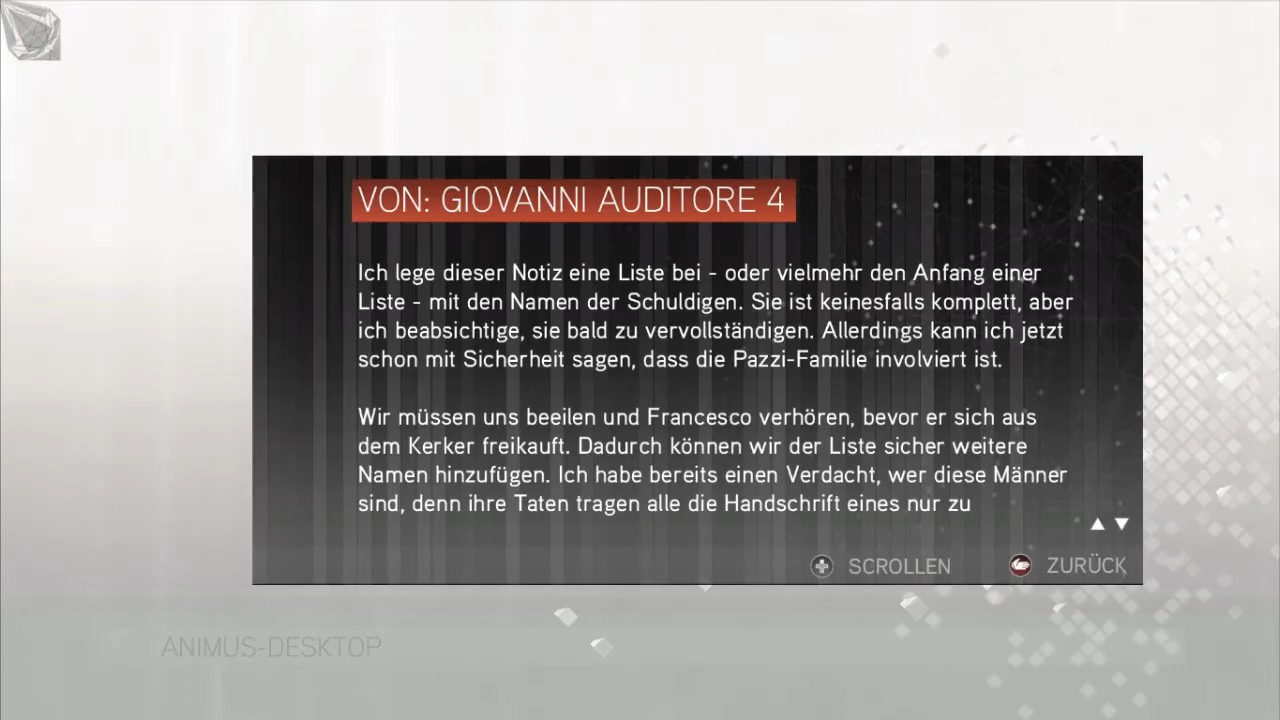 VON: GIOVANNI AUDITORE 4
Ich lege dieser Notiz eine Liste bei - oder vielmehr den Anfang einer
Liste - mit den Namen der Schuldigen. Sie ist keinesfalls komplett, aber
ich beabsichtige, sie bald zu vervollständigen. Allerdings kann ich jetzt
schon mit Sicherheit sagen, dass die Pazzi-Familie involviert ist.
Wir müssen uns beeilen und Francesco verhören, bevor er sich aus
dem Kerker freikauft. Dadurch können wir der Liste sicher weitere
Namen hinzufügen. Ich habe bereits einen Verdacht, wer diese Männer
sind, denn ihre Taten tragen alle die Handschrift eines nur zu
SCROLLEN ZURÜCK
ANIMUS-DESKTOP